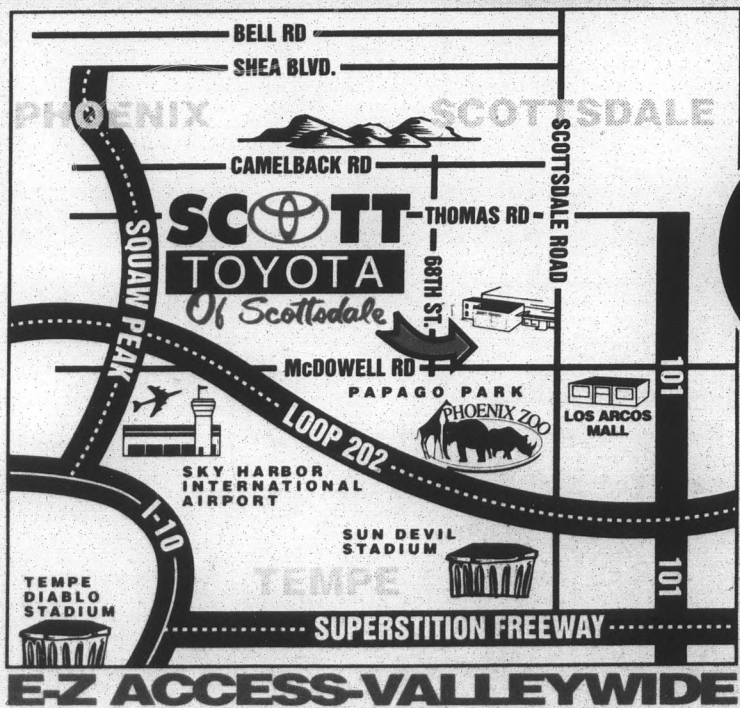 BELL RD
SHEA BLVD.
PHOENIX
SCOTTSDALE
CAMELBACK RD
SCOTTSDALE ROAD
SCOTT
THOMAS RD
TOYOTA
Of Scottsdale
68TH ST.
SQUAW PEAK
McDOWELL RD
PAPAGO PARK
PHOENIX ZOO
101
LOS ARCOS
MALL
LOOP 202
SKY HARBOR
INTERNATIONAL
AIRPORT
I-10
SUN DEVIL
STADIUM
TEMPE
101
TEMPE
DIABLO
STADIUM
SUPERSTITION FREEWAY
E-Z ACCESS-VALLEYWIDE